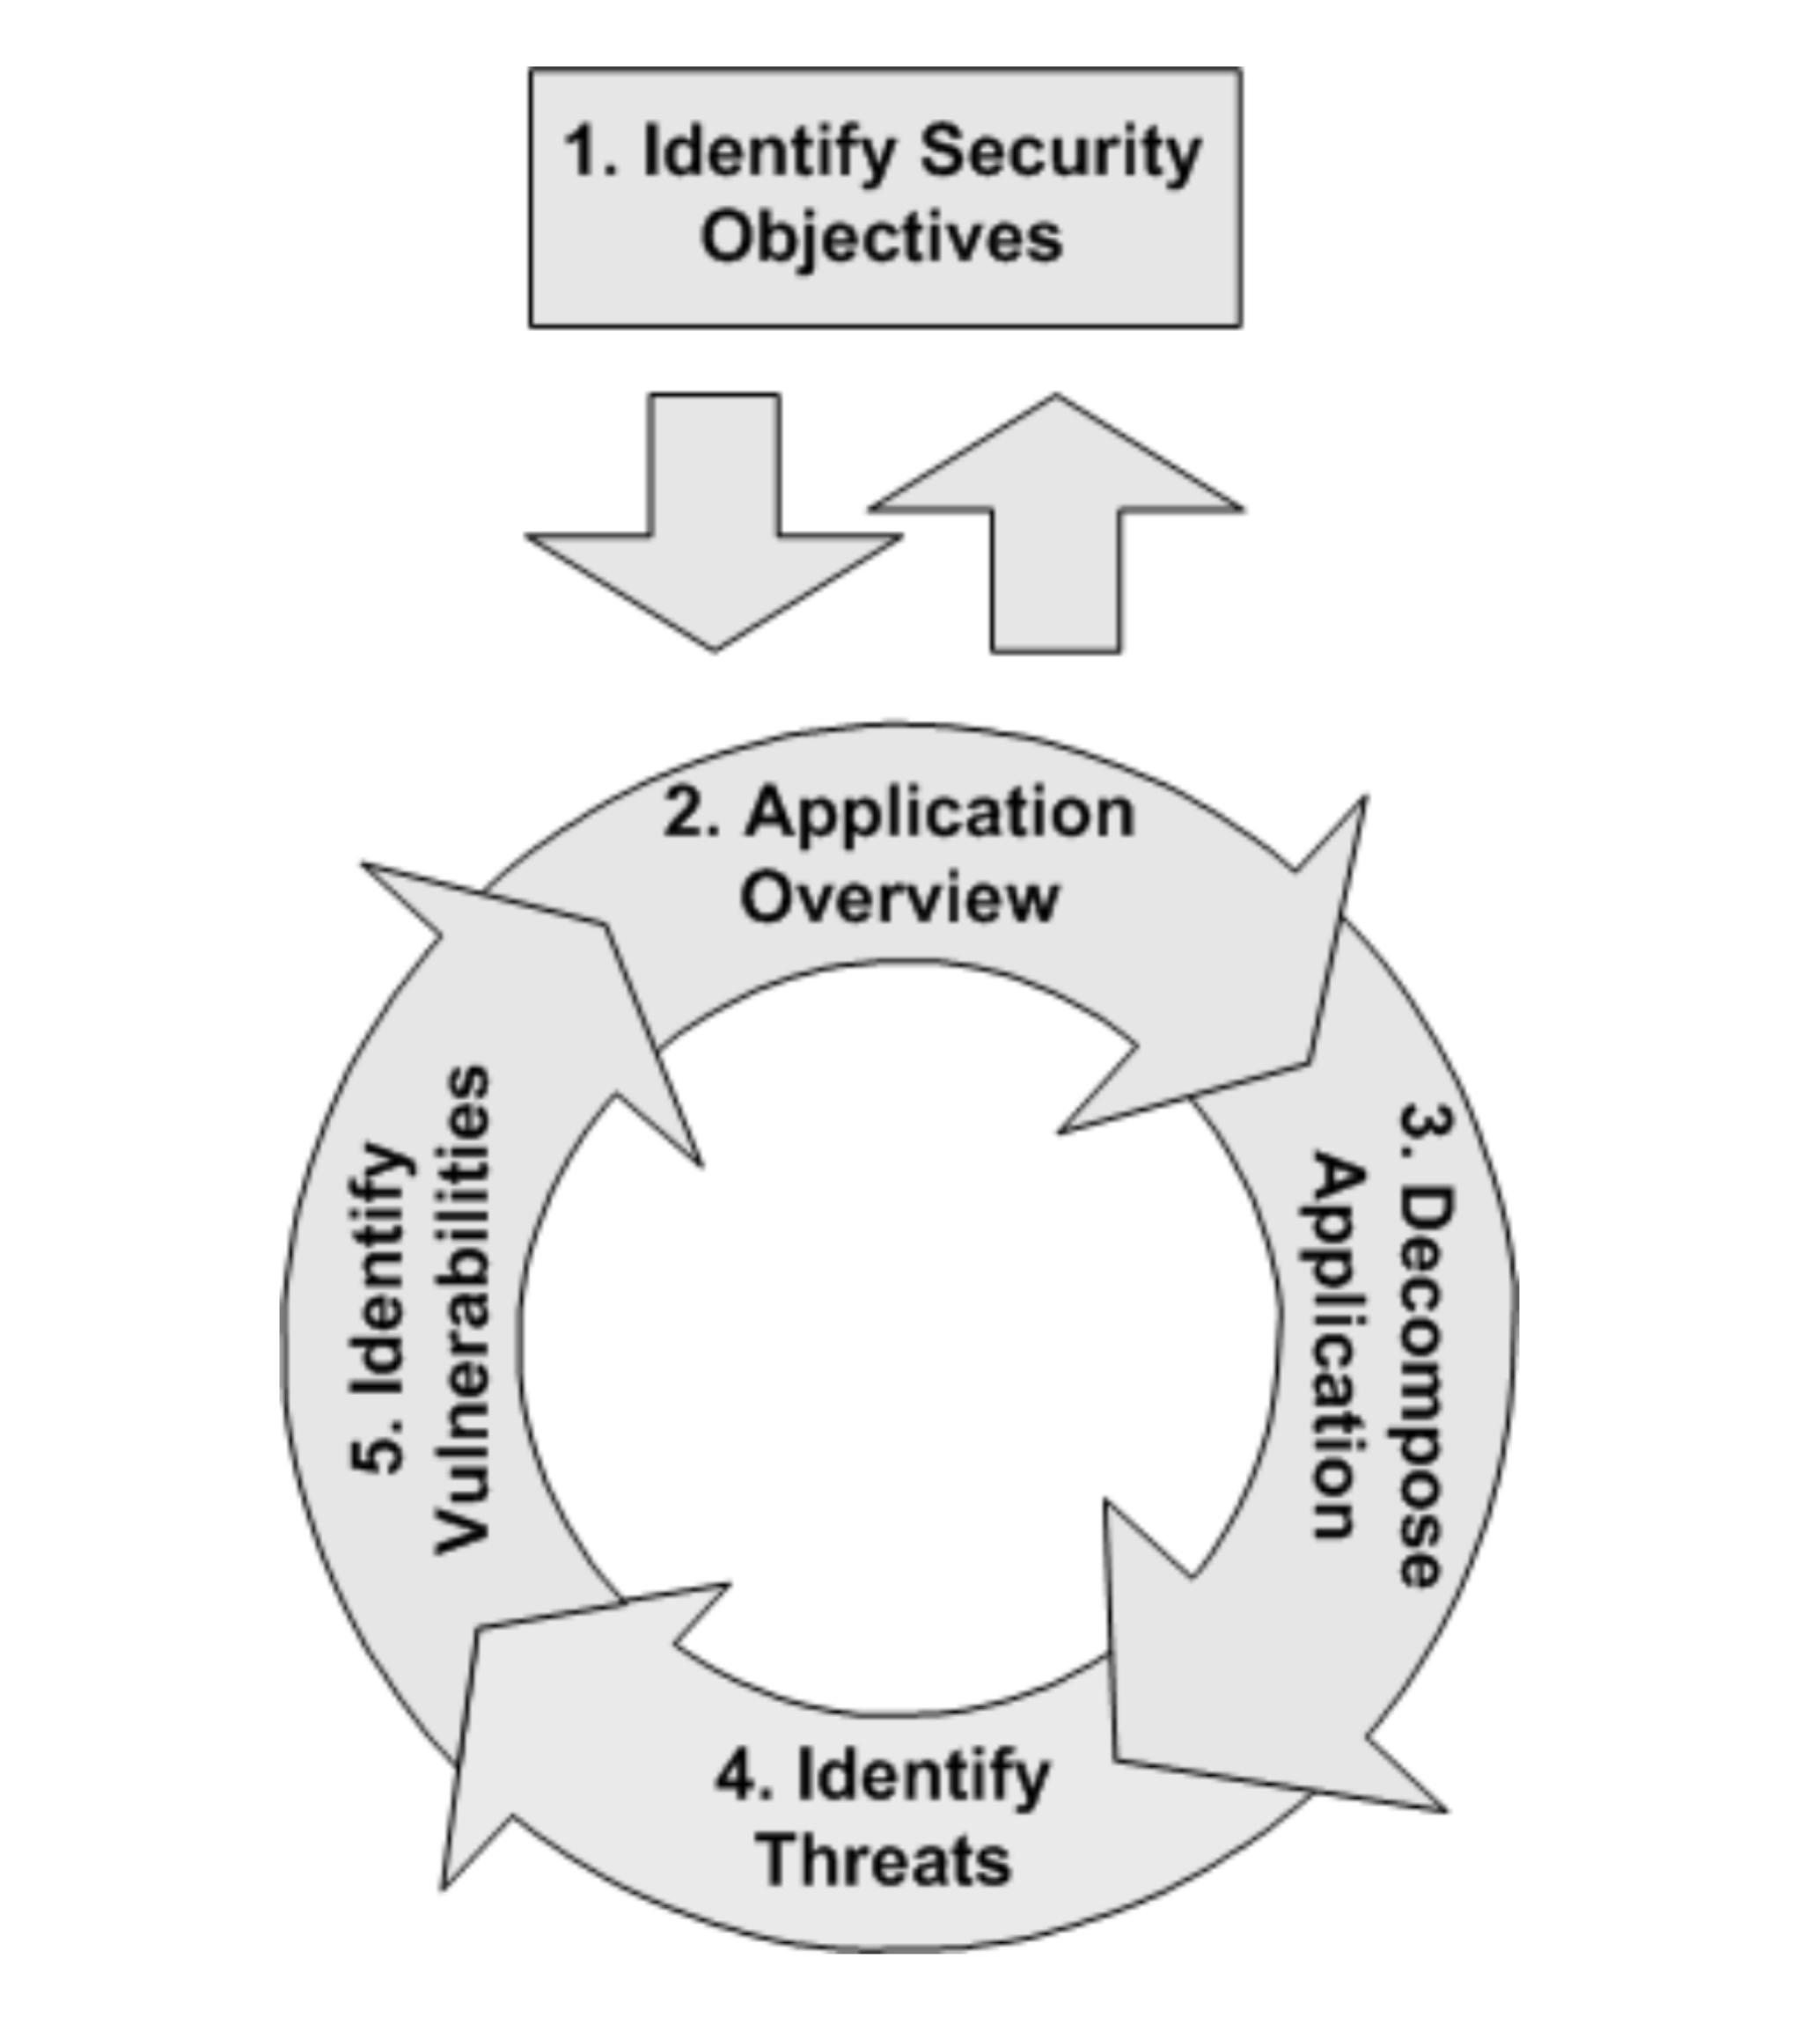 1. Identify Security
Objectives
2. Application
Overview
3. Decompose
Application
4. Identify
Threats
5. Identify
Vulnerabilities